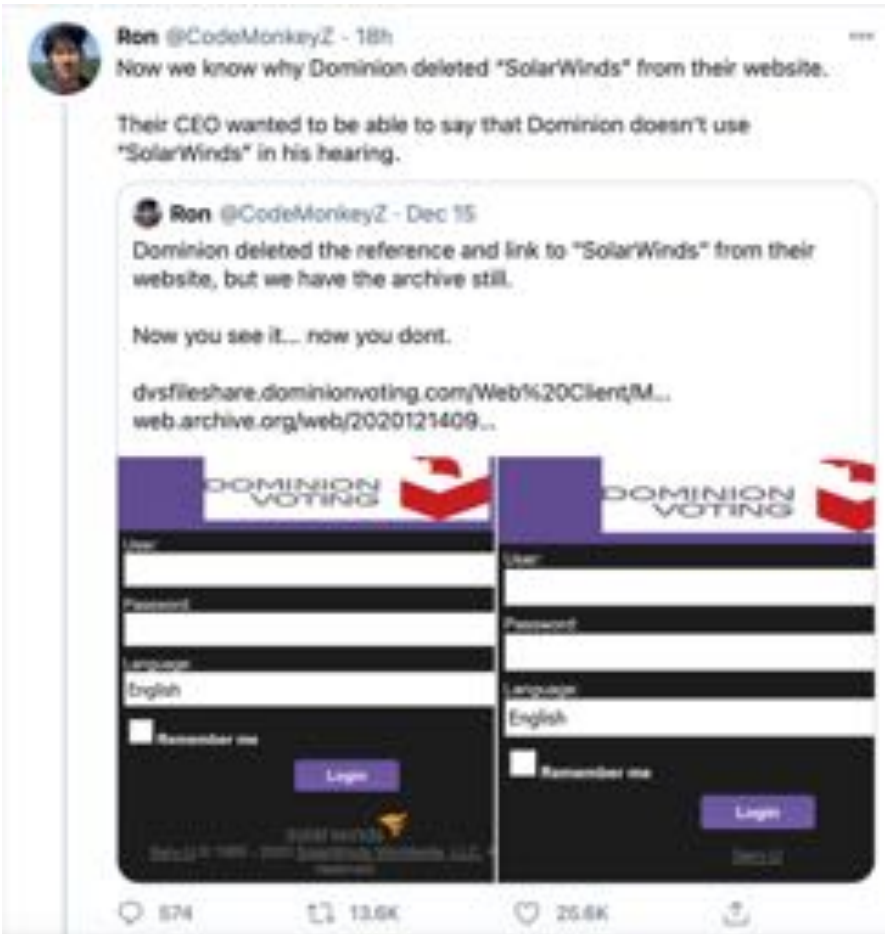 Ron @CodeMonkeyZ · 18h
Now we know why Dominion deleted "SolarWinds" from their website.
Their CEO wanted to be able to say that Dominion doesn't use
"SolarWinds" in his hearing.
Ron @CodeMonkeyZ · Dec 15
Dominion deleted the reference and link to "SolarWinds" from their
website, but we have the archive still.
Now you see it... now you dont.
dvsfileshare.dominionvoting.com/Web%20Client/M...
web.archive.org/web/2020121409...
DOMINION
VOTING
User:
Password:
Language:
English
Remember me
Login
solarwinds
DOMINION
VOTING
User:
Password:
Language:
English
Remember me
Login
Serv-U
574
13.6K
25.6K